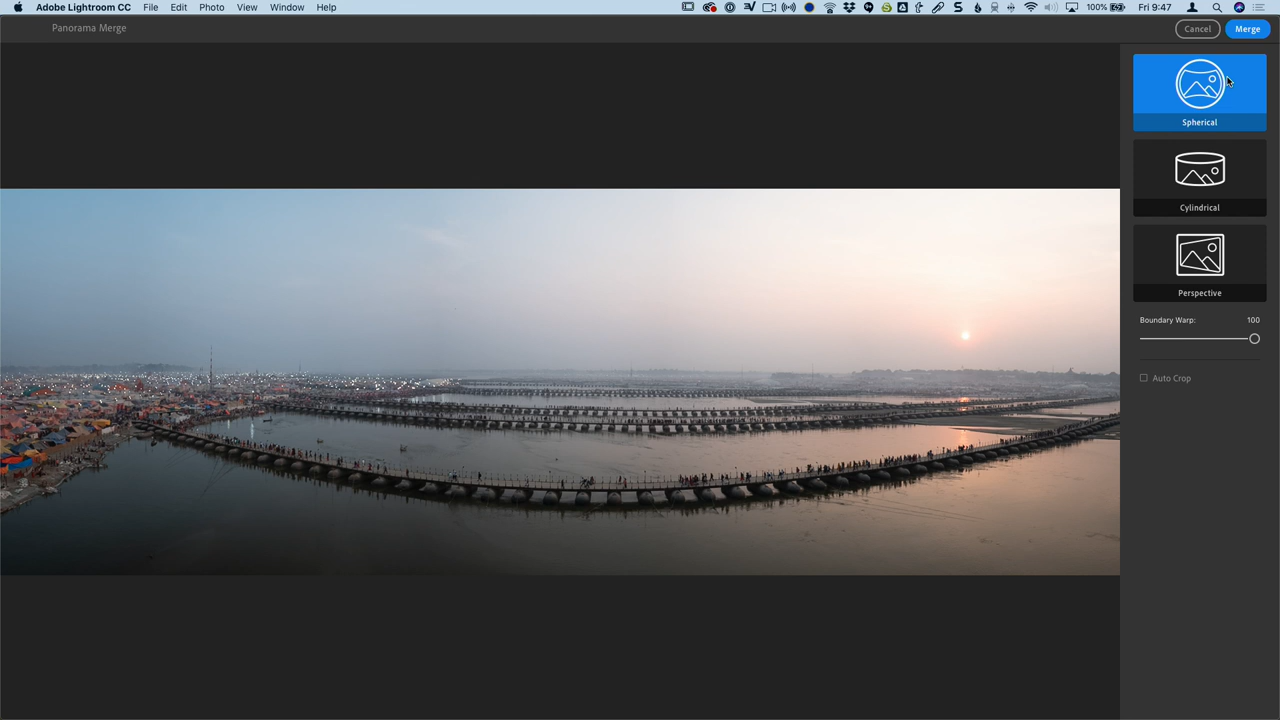 Adobe Lightroom CC File Edit Photo View Window Help 100% Fri 9:47
Panorama Merge Cancel Merge
Spherical
Cylindrical
Perspective
Boundary Warp: 100
Auto Crop